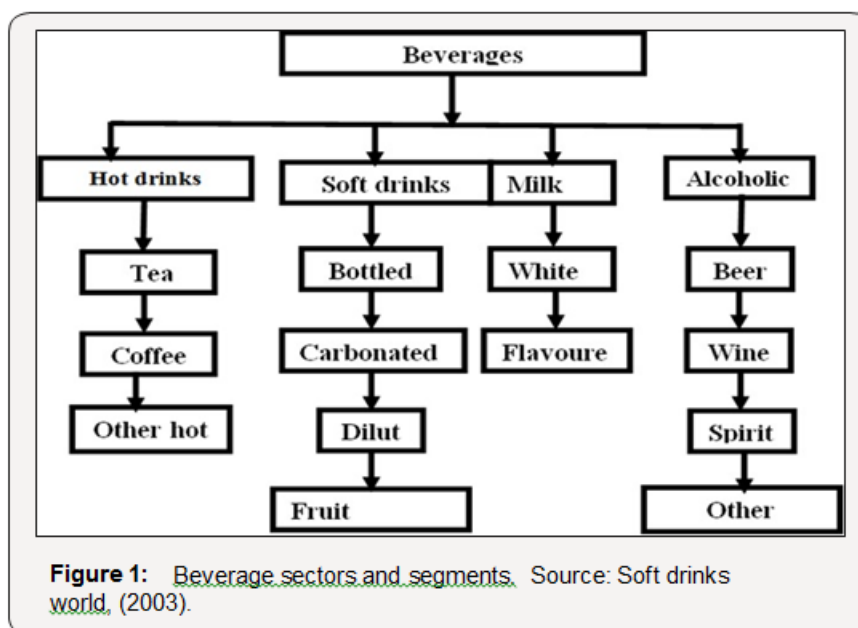 Beverages
Hot drinks
Soft drinks
Milk
Alcoholic
Tea
Bottled
White
Beer
Coffee
Carbonated
Flavoure
Wine
Other hot
Dilut
Spirit
Fruit
Other
Figure 1: Beverage sectors and segments, Source: Soft drinks
world, (2003).